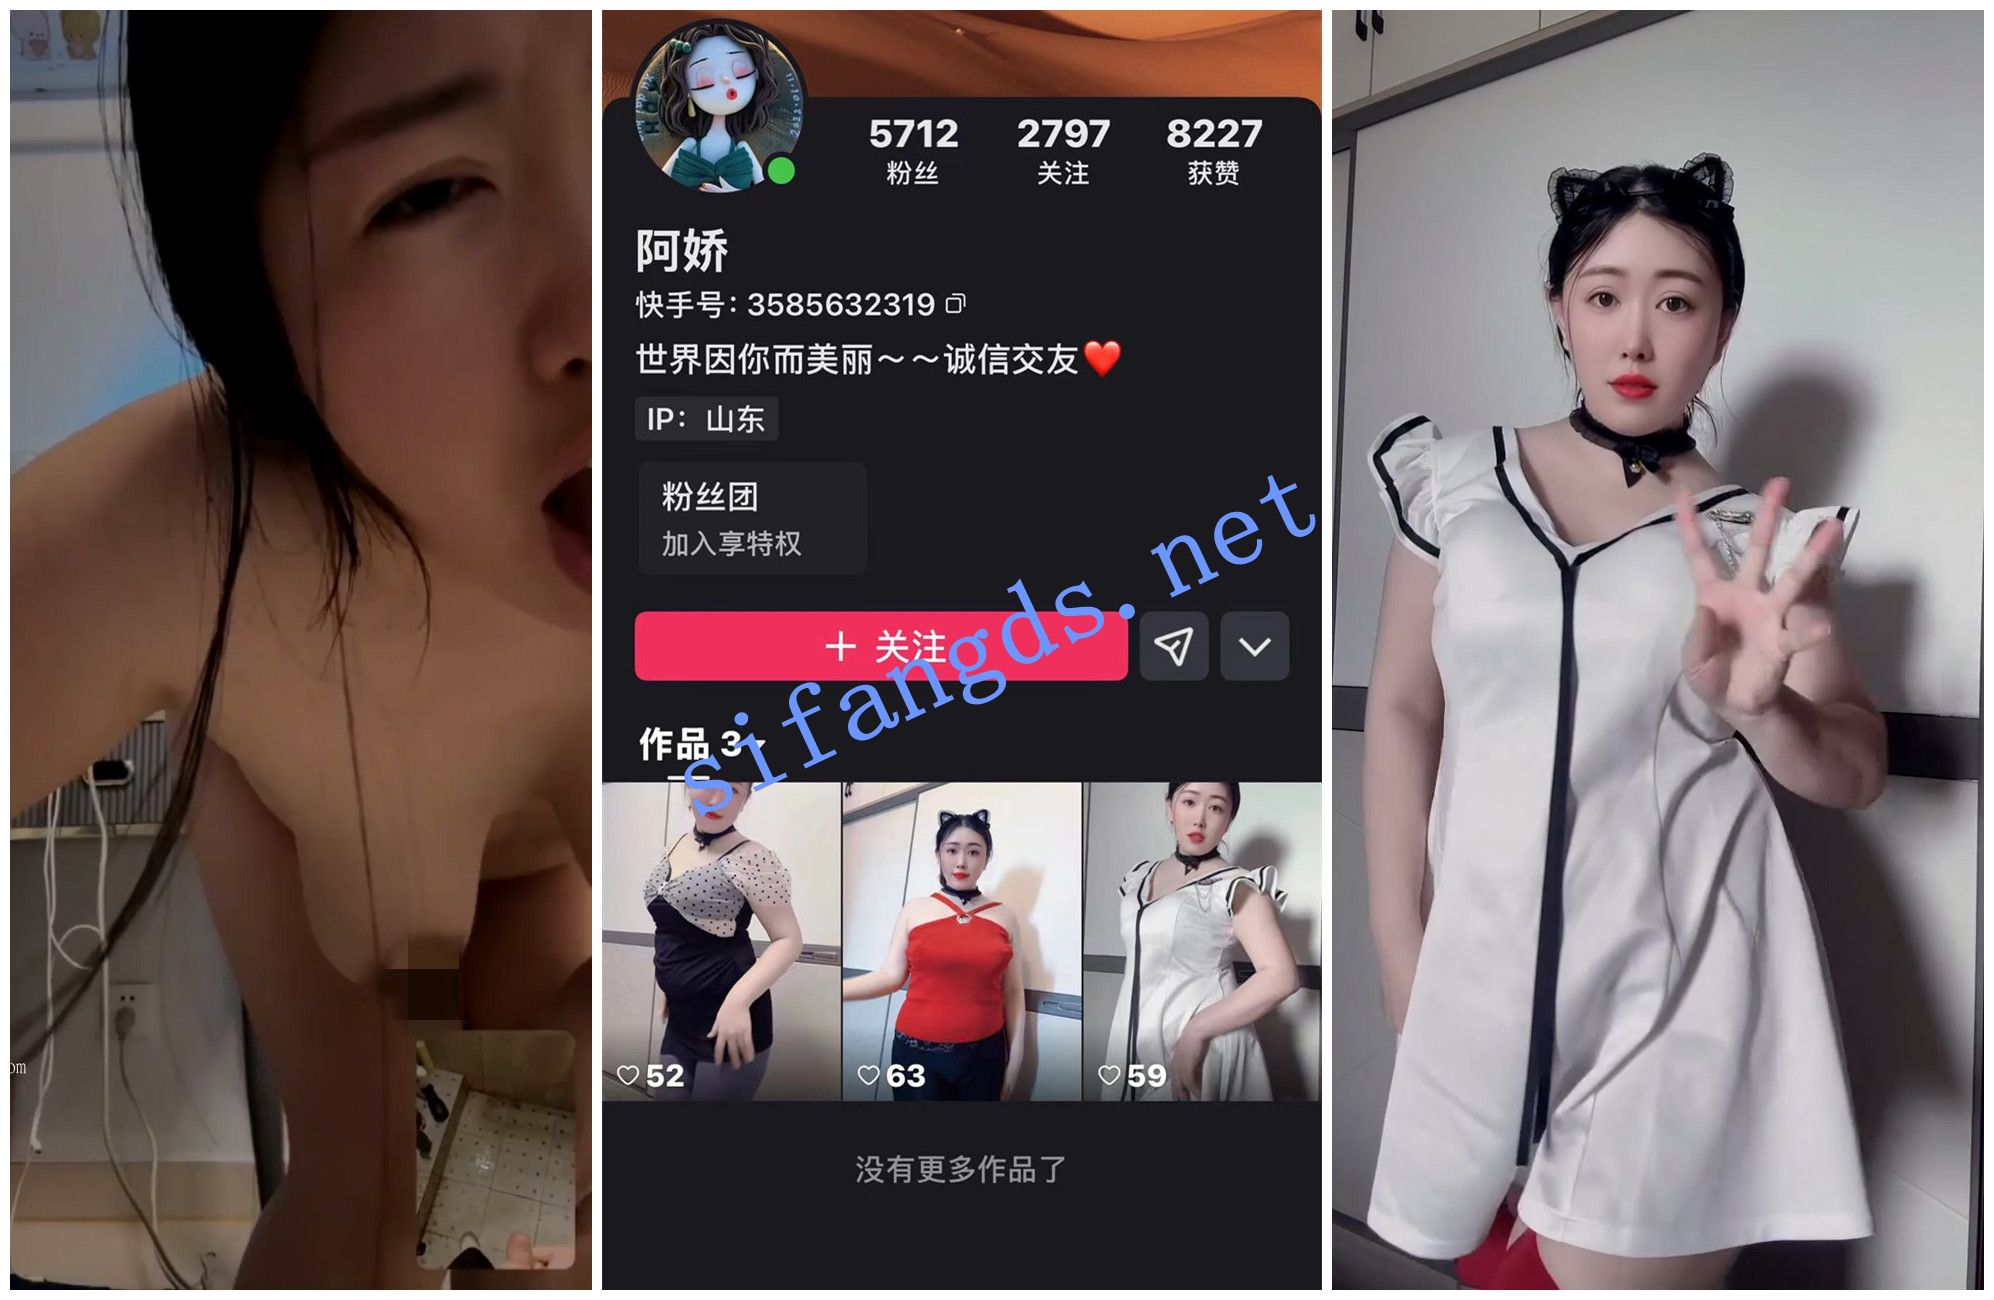 5712
2797
8227
粉丝
关注
获赞
阿娇
快手号: 3585632319
世界因你而美丽～～诚信交友❤️
IP: 山东
粉丝团
加入享特权
＋ 关注
作品 3
sifangds.net
52
63
59
没有更多作品了
om